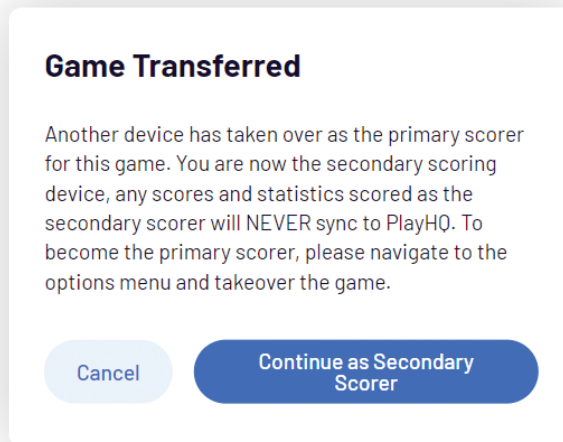 Game Transferred
Another device has taken over as the primary scorer
for this game. You are now the secondary scoring
device, any scores and statistics scored as the
secondary scorer will NEVER sync to PlayHQ. To
become the primary scorer, please navigate to the
options menu and takeover the game.
Cancel
Continue as Secondary
Scorer